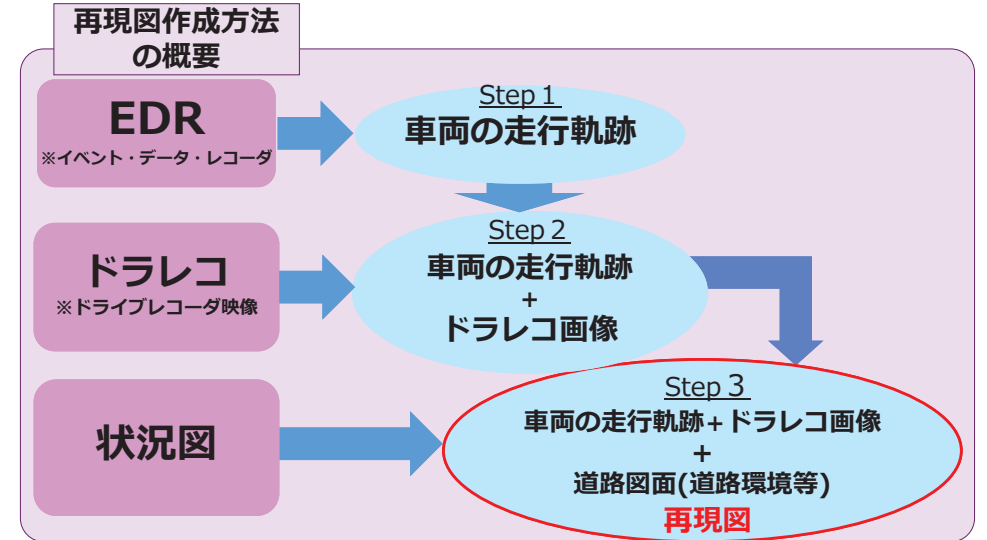 再現図作成方法
の概要
EDR
※イベント・データ・レコーダ
Step 1
車両の走行軌跡
ドラレコ
※ドライブレコーダ映像
Step 2
車両の走行軌跡
+
ドラレコ画像
状況図
Step 3
車両の走行軌跡+ドラレコ画像
+
道路図面(道路環境等)
再現図